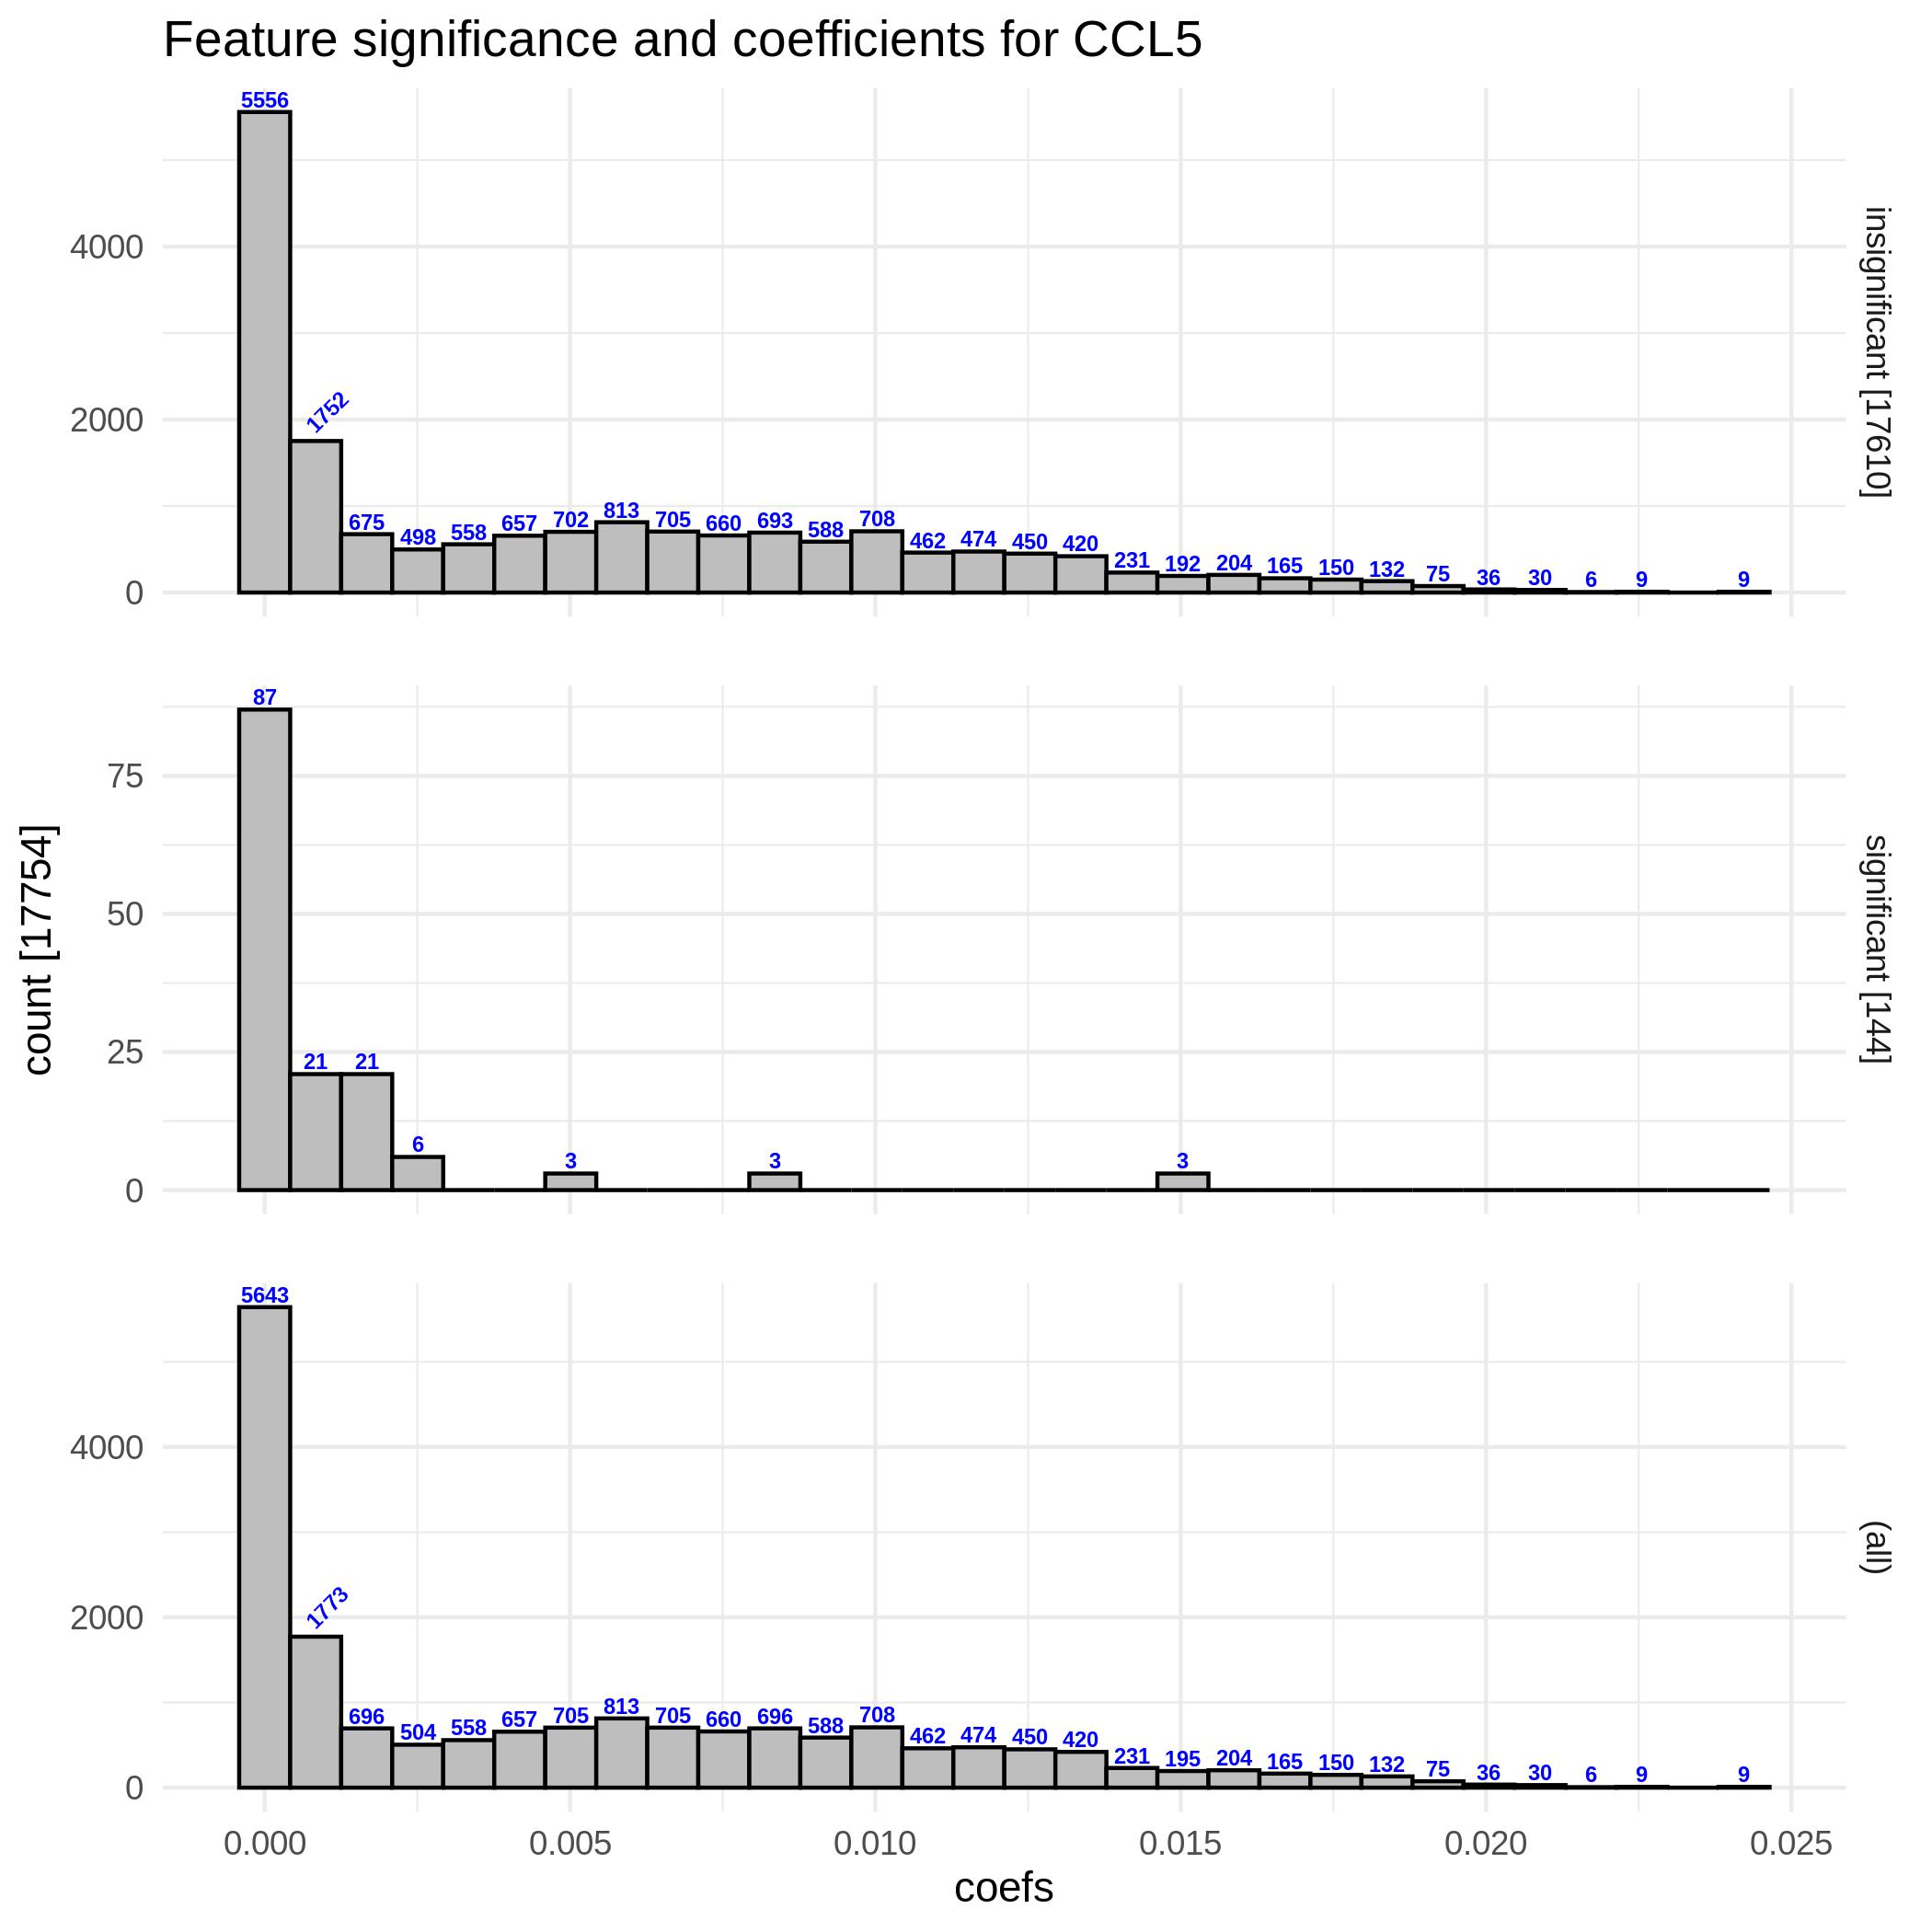 Feature significance and coefficients for CCL5
count [17754]
5556
1752
675 498 558 657 702 813 705 660 693 588 708 462 474 450 420 231 192 204 165 150 132 75 36 30 6 9 9
4000
2000
0
insignificant [17610]
87
21 21 6 3 3 3
75
50
25
0
significant [144]
5643
1773
696 504 558 657 705 813 705 660 696 588 708 462 474 450 420 231 195 204 165 150 132 75 36 30 6 9 9
4000
2000
0
(all)
0.000 0.005 0.010 0.015 0.020 0.025
coefs